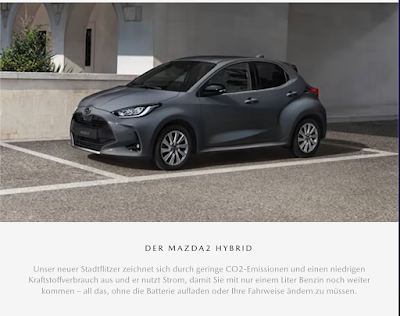 DER MAZDA2 HYBRID
Unser neuer Stadtflitzer zeichnet sich durch geringe CO2-Emissionen und einen niedrigen
Kraftstoffverbrauch aus und er nutzt Strom, damit Sie mit nur einem Liter Benzin noch weiter
kommen – all das, ohne die Batterie aufladen oder Ihre Fahrweise ändern zu müssen.